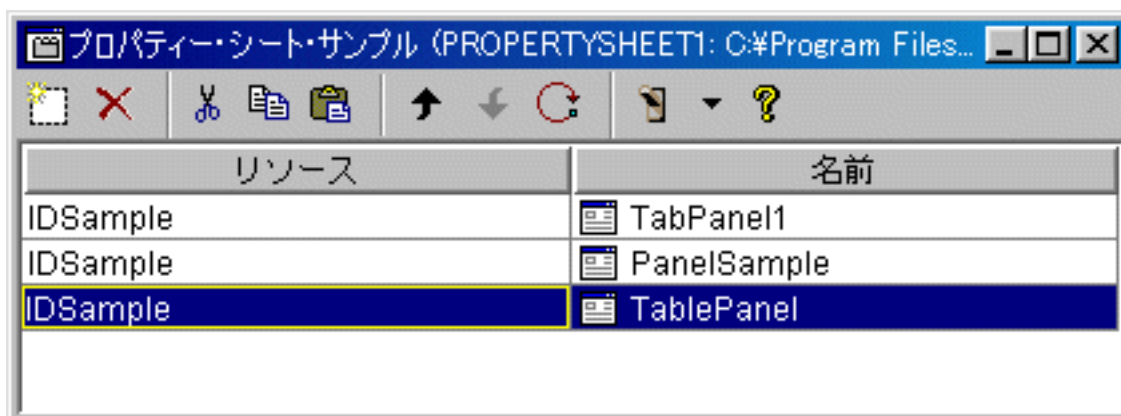 プロパティー・シート・サンプル (PROPERTYSHEET1: C:¥Program Files...
リソース 名前
IDSample TabPanel1
IDSample PanelSample
IDSample TablePanel